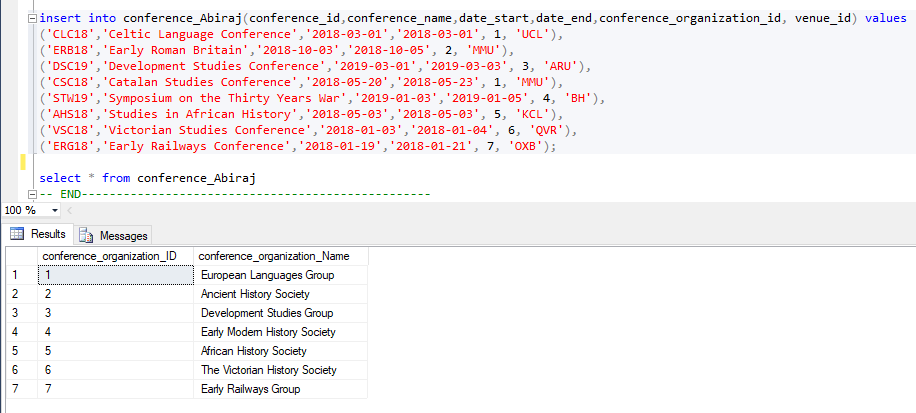 insert into conference_Abiraj(conference_id,conference_name,date_start,date_end,conference_organization_id, venue_id) values
('CLC18','Celtic Language Conference','2018-03-01','2018-03-01', 1, 'UCL'),
('ERB18','Early Roman Britain','2018-10-03','2018-10-05', 2, 'MMU'),
('DSC19','Development Studies Conference','2019-03-01','2019-03-03', 3, 'ARU'),
('CSC18','Catalan Studies Conference','2018-05-20','2018-05-23', 1, 'MMU'),
('STW19','Symposium on the Thirty Years War','2019-01-03','2019-01-05', 4, 'BH'),
('AHS18','Studies in African History','2018-05-03','2018-05-03', 5, 'KCL'),
('VSC18','Victorian Studies Conference','2018-01-03','2018-01-04', 6, 'QVR'),
('ERG18','Early Railways Conference','2018-01-19','2018-01-21', 7, 'OXB');
select * from conference_Abiraj
-- END--------------------------------------------------
100 %
Results Messages
conference_organization_ID conference_organization_Name
1 1 European Languages Group
2 2 Ancient History Society
3 3 Development Studies Group
4 4 Early Modern History Society
5 5 African History Society
6 6 The Victorian History Society
7 7 Early Railways Group